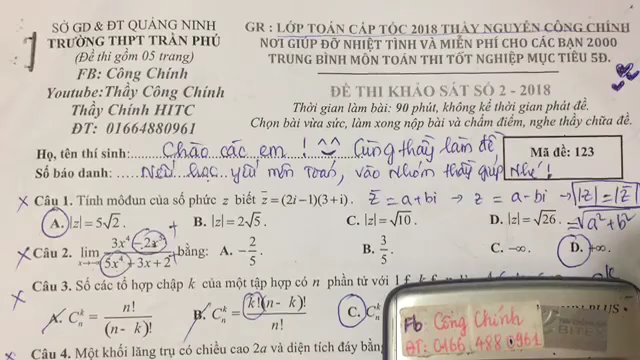 SỞ GD & ĐT QUẢNG NINH
TRƯỜNG THPT TRẦN PHÚ
(Đề thi gồm 05 trang)
FB: Công Chính
Youtube: Thầy Công Chính
Thầy Chính HITC
ĐT: 01664880961
GR : LỚP TOÁN CẤP TỐC 2018 THẦY NGUYỄN CÔNG CHÍNH
NƠI GIÚP ĐỠ NHIỆT TÌNH VÀ MIỄN PHÍ CHO CÁC BẠN 2000
TRUNG BÌNH MÔN TOÁN THI TỐT NGHIỆP MỤC TIÊU 5Đ.
ĐỀ THI KHẢO SÁT SỐ 2 - 2018
Thời gian làm bài: 90 phút, không kể thời gian phát đề.
Chọn bài vừa sức, làm xong nộp bài và chấm điểm, nghe thầy chữa đề.
Họ, tên thí sinh: Chào các em ! Cùng thầy làm đề
Số báo danh: Nếu học yếu môn toán, vào nhóm thầy giúp nhé !
Mã đề: 123
Câu 1. Tính môđun của số phức z biết z̅ = (2i − 1)(3 + i). z̅ = a + bi → z = a − bi → |z| = |z̅|
A. |z| = 5√2. B. |z| = 2√5. C. |z| = √10. D. |z| = √26. = √a² + b²
Câu 2. lim x→−∞ (3x⁴ − 2x³ + )/(5x⁴ + 3x + 2) bằng: A. −2/5. B. 3/5. C. −∞. D. +∞.
Câu 3. Số các tổ hợp chập k của một tập hợp có n phần tử với 1
A. Cₙᵏ = n!/(n − k)! B. Cₙᵏ = k!(n − k)!/n! C. Cₙᵏ
Câu 4. Một khối lăng trụ có chiều cao 2a và diện tích đáy bằng
Fb: Công Chính
ĐT: 0166 488 0961